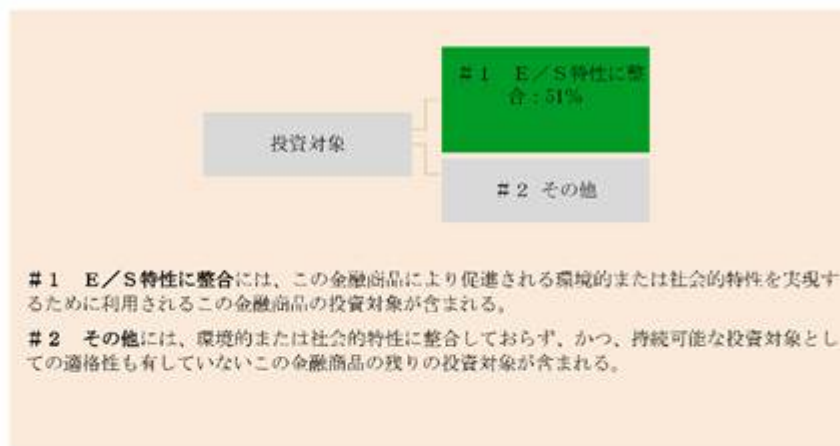 ＃１　Ｅ／Ｓ特性に整
合：51％
投資対象
＃２ その他
＃１　Ｅ／Ｓ特性に整合には、この金融商品により促進される環境的または社会的特性を実現す
るために利用されるこの金融商品の投資対象が含まれる。
＃２　その他には、環境的または社会的特性に整合しておらず、かつ、持続可能な投資対象とし
ての適格性も有していないこの金融商品の残りの投資対象が含まれる。